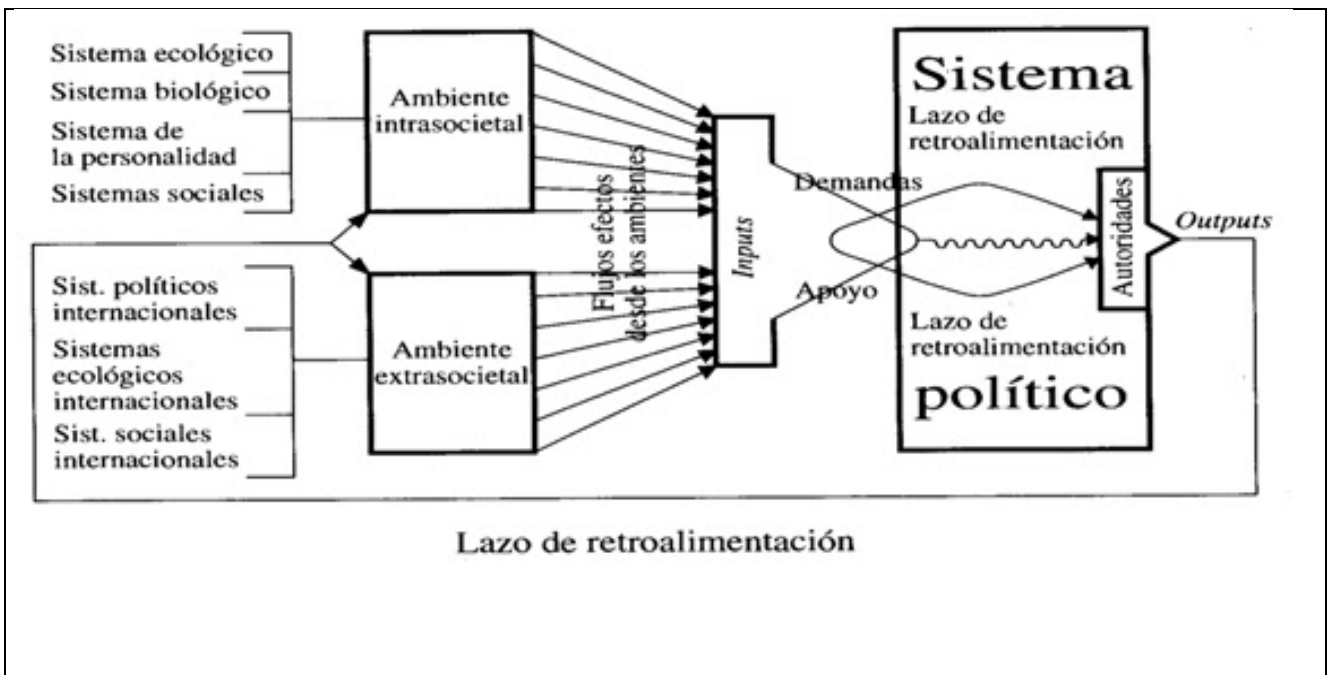 Sistema ecológico
Sistema biológico
Sistema de
la personalidad
Sistemas sociales
Ambiente
intrasocietal
Sist. políticos
internacionales
Sistemas
ecológicos
internacionales
Sist. sociales
internacionales
Ambiente
extrasocietal
Flujos efectos
desde los ambientes
Inputs
Demandas
Apoyo
Sistema
Lazo de
retroalimentación
Autoridades
Lazo de
retroalimentación
político
Outputs
Lazo de retroalimentación